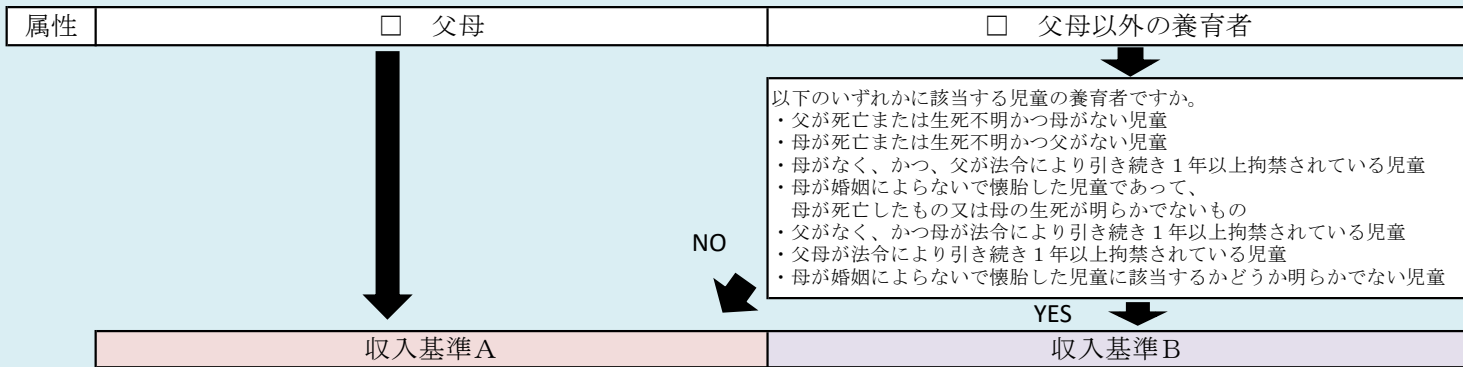 属性 □ 父母 □ 父母以外の養育者
以下のいずれかに該当する児童の養育者ですか。
・父が死亡または生死不明かつ母がない児童
・母が死亡または生死不明かつ父がない児童
・母がなく、かつ、父が法令により引き続き１年以上拘禁されている児童
・母が婚姻によらないで懐胎した児童であって、
母が死亡したもの又は母の生死が明らかでないもの
・父がなく、かつ母が法令により引き続き１年以上拘禁されている児童
・父母が法令により引き続き１年以上拘禁されている児童
・母が婚姻によらないで懐胎した児童に該当するかどうか明らかでない児童
NO
YES
収入基準Ａ 収入基準Ｂ